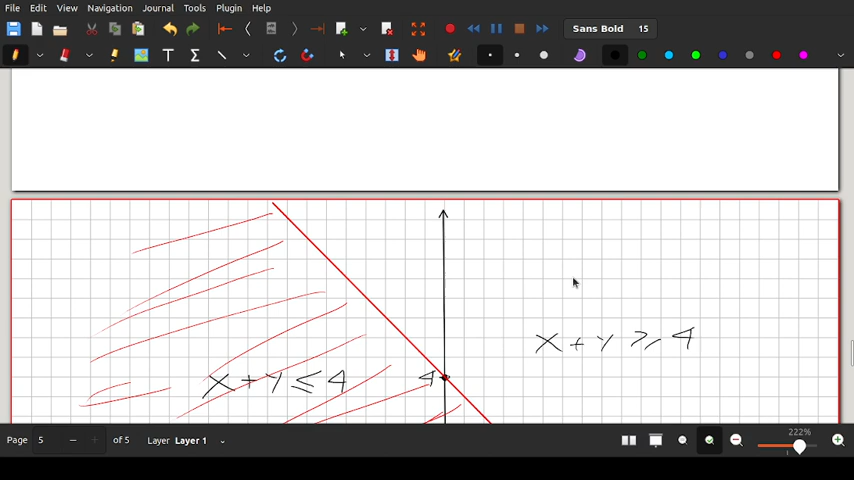 File Edit View Navigation Journal Tools Plugin Help
Sans Bold 15
x + y ≥ 4
x + y ≤ 4 4
Page 5 of 5 Layer Layer 1 222%